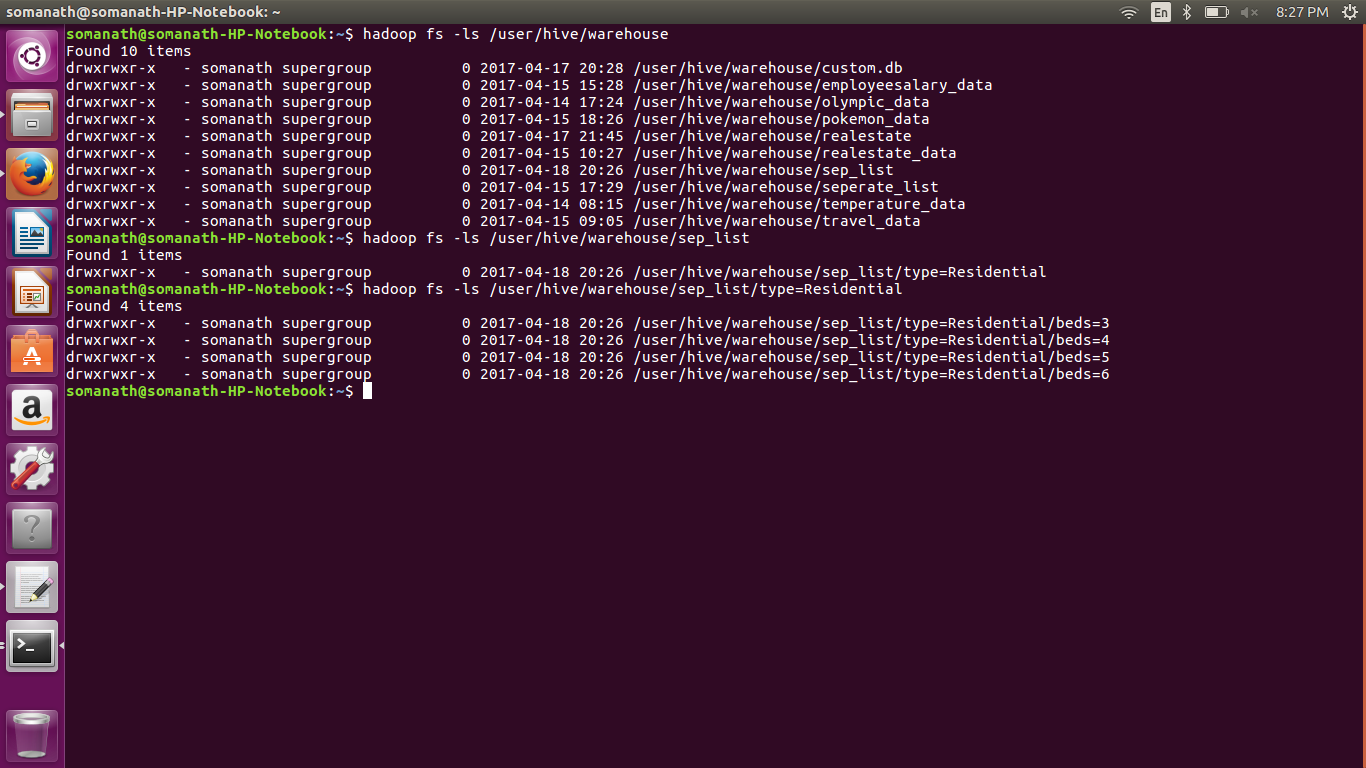 somanath@somanath-HP-Notebook: ~
En
8:27 PM
somanath@somanath-HP-Notebook:~$ hadoop fs -ls /user/hive/warehouse
Found 10 items
drwxrwxr-x   - somanath supergroup          0 2017-04-17 20:28 /user/hive/warehouse/custom.db
drwxrwxr-x   - somanath supergroup          0 2017-04-15 15:28 /user/hive/warehouse/employeesalary_data
drwxrwxr-x   - somanath supergroup          0 2017-04-14 17:24 /user/hive/warehouse/olympic_data
drwxrwxr-x   - somanath supergroup          0 2017-04-15 18:26 /user/hive/warehouse/pokemon_data
drwxrwxr-x   - somanath supergroup          0 2017-04-17 21:45 /user/hive/warehouse/realestate
drwxrwxr-x   - somanath supergroup          0 2017-04-15 10:27 /user/hive/warehouse/realestate_data
drwxrwxr-x   - somanath supergroup          0 2017-04-18 20:26 /user/hive/warehouse/sep_list
drwxrwxr-x   - somanath supergroup          0 2017-04-15 17:29 /user/hive/warehouse/seperate_list
drwxrwxr-x   - somanath supergroup          0 2017-04-14 08:15 /user/hive/warehouse/temperature_data
drwxrwxr-x   - somanath supergroup          0 2017-04-15 09:05 /user/hive/warehouse/travel_data
somanath@somanath-HP-Notebook:~$ hadoop fs -ls /user/hive/warehouse/sep_list
Found 1 items
drwxrwxr-x   - somanath supergroup          0 2017-04-18 20:26 /user/hive/warehouse/sep_list/type=Residential
somanath@somanath-HP-Notebook:~$ hadoop fs -ls /user/hive/warehouse/sep_list/type=Residential
Found 4 items
drwxrwxr-x   - somanath supergroup          0 2017-04-18 20:26 /user/hive/warehouse/sep_list/type=Residential/beds=3
drwxrwxr-x   - somanath supergroup          0 2017-04-18 20:26 /user/hive/warehouse/sep_list/type=Residential/beds=4
drwxrwxr-x   - somanath supergroup          0 2017-04-18 20:26 /user/hive/warehouse/sep_list/type=Residential/beds=5
drwxrwxr-x   - somanath supergroup          0 2017-04-18 20:26 /user/hive/warehouse/sep_list/type=Residential/beds=6
somanath@somanath-HP-Notebook:~$